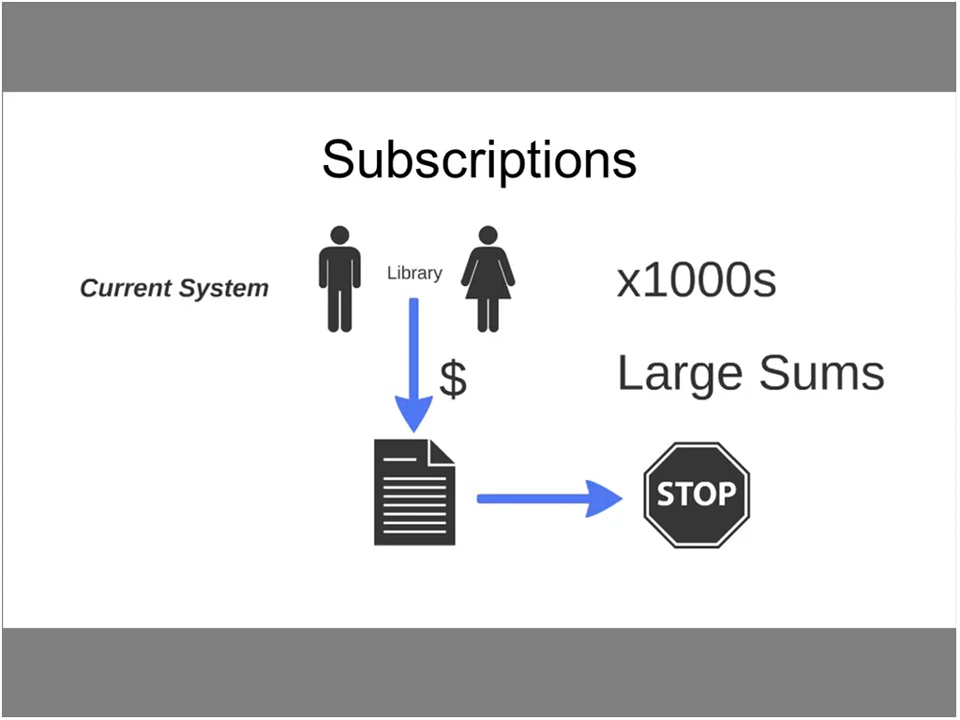 Subscriptions
Current System
Library
x1000s
$
Large Sums
STOP